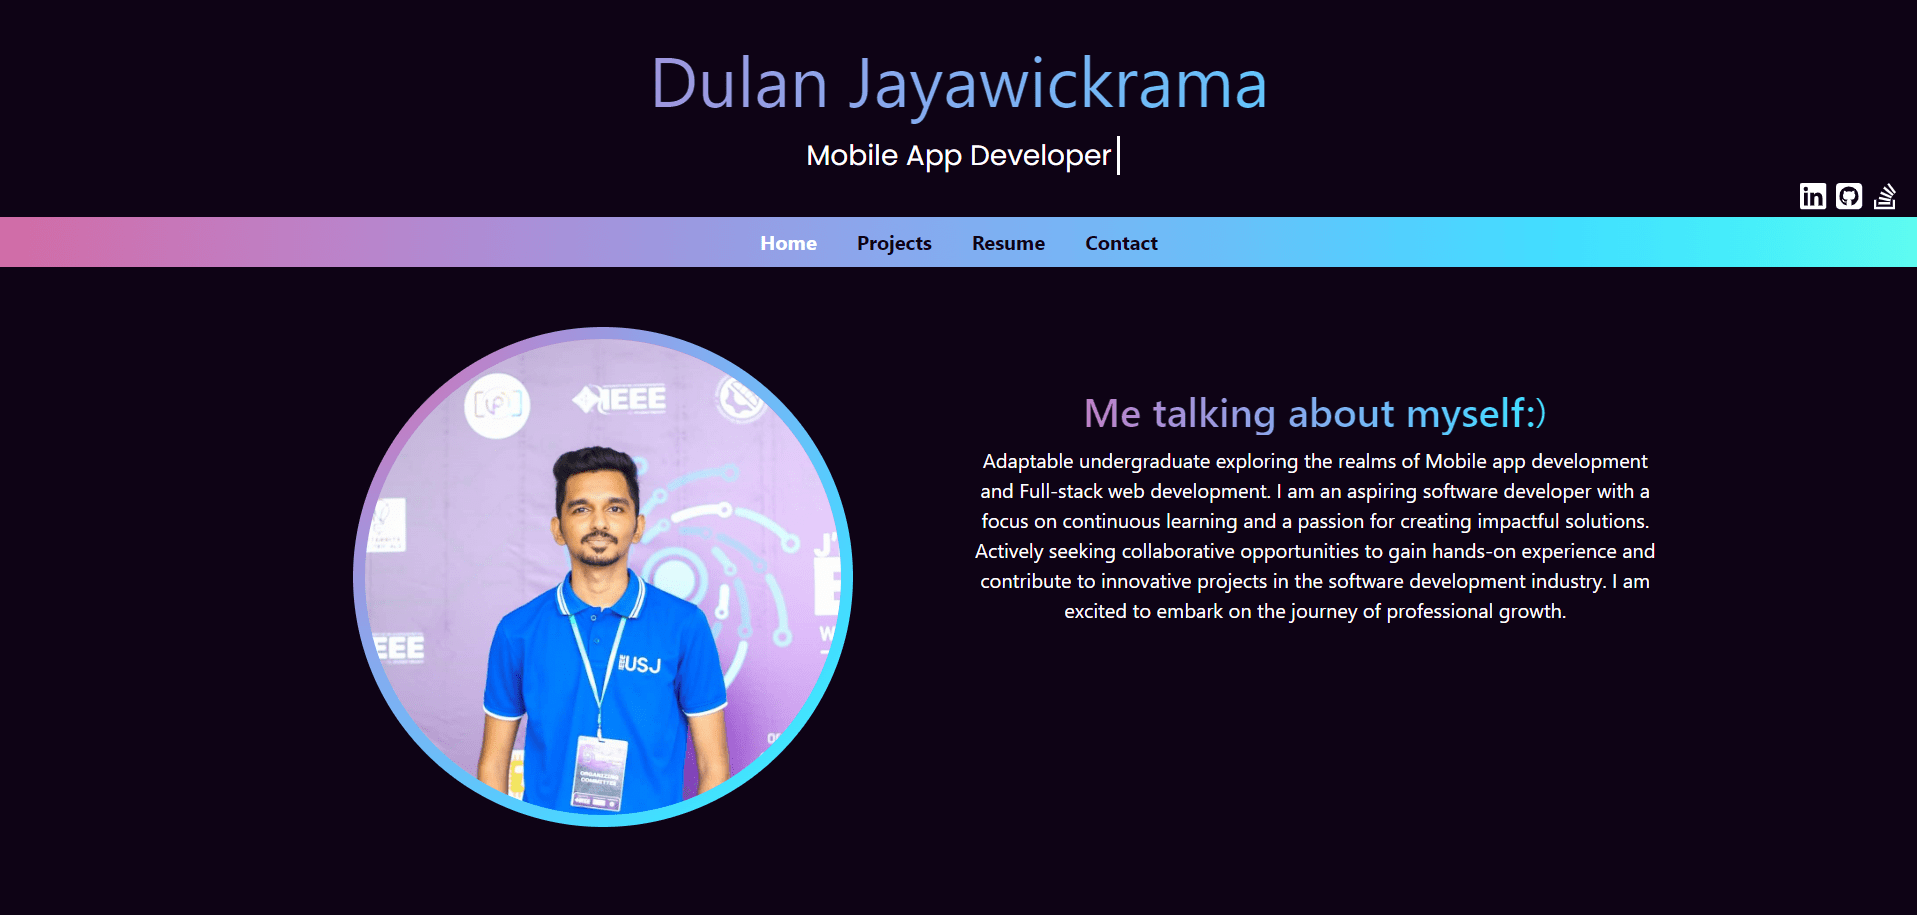 Dulan Jayawickrama
Mobile App Developer
in
Home Projects Resume Contact
IEEE
Me talking about myself:)
Adaptable undergraduate exploring the realms of Mobile app development
and Full-stack web development. I am an aspiring software developer with a
focus on continuous learning and a passion for creating impactful solutions.
Actively seeking collaborative opportunities to gain hands-on experience and
contribute to innovative projects in the software development industry. I am
excited to embark on the journey of professional growth.
EEE
USJ
ORGANIZING
COMMITTEE